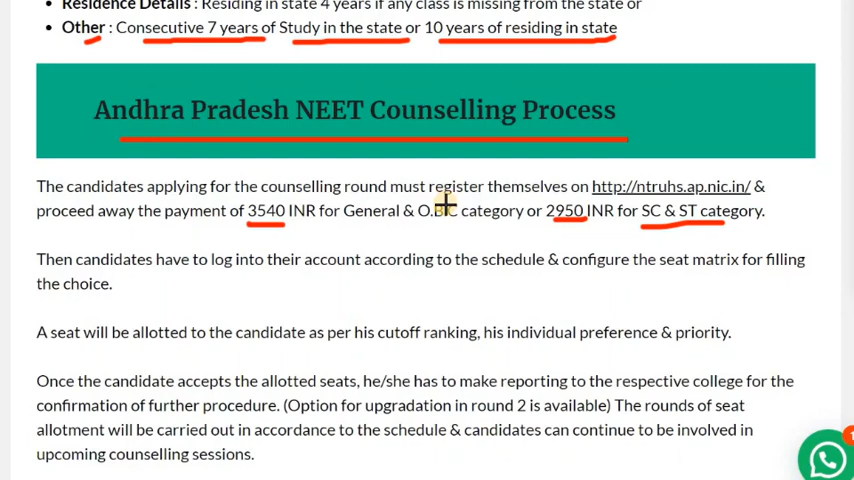 Residence Details : Residing in state 4 years if any class is missing from the state or
Other : Consecutive 7 years of Study in the state or 10 years of residing in state
Andhra Pradesh NEET Counselling Process
The candidates applying for the counselling round must register themselves on http://ntruhs.ap.nic.in/ &
proceed away the payment of 3540 INR for General & O.B.C category or 2950 INR for SC & ST category.
Then candidates have to log into their account according to the schedule & configure the seat matrix for filling
the choice.
A seat will be allotted to the candidate as per his cutoff ranking, his individual preference & priority.
Once the candidate accepts the allotted seats, he/she has to make reporting to the respective college for the
confirmation of further procedure. (Option for upgradation in round 2 is available) The rounds of seat
allotment will be carried out in accordance to the schedule & candidates can continue to be involved in
upcoming counselling sessions.